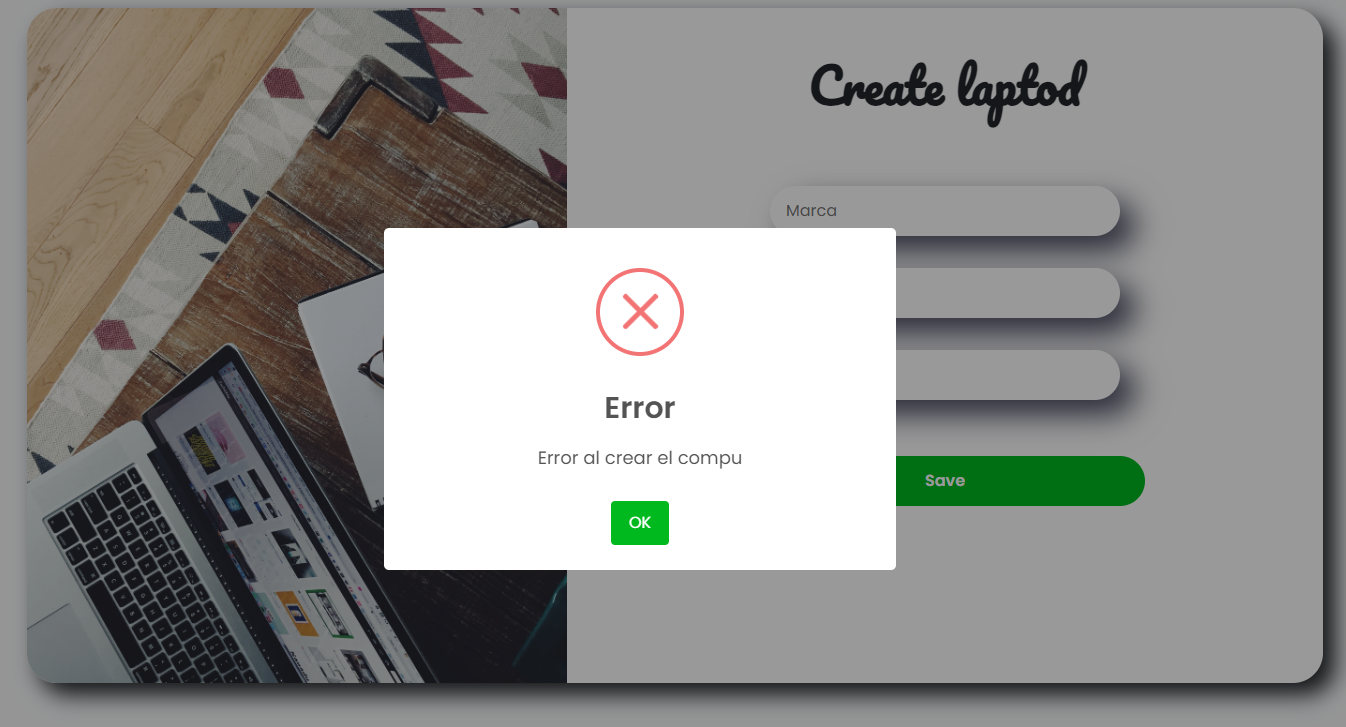 Create laptod
Marca
Error
Error al crear el compu
OK
Save